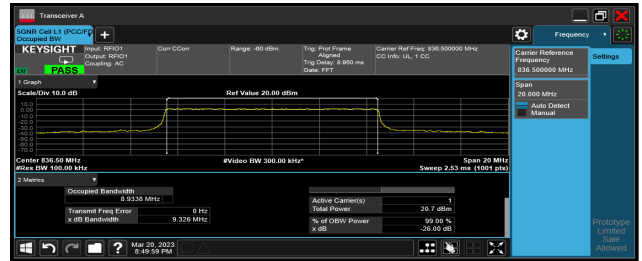 Transceiver A
5GNR Cell L1 (PCC/FD
Occupied BW
Frequency
KEYSIGHT
Input: RFIO1
Output: RFIO1
Coupling: AC
Corr CCorr
Range: -60 dBm
Trig: Prot Frame
Aligned
Trig Delay: 8.950 ms
Gate: FFT
Carrier Ref Freq: 836.500000 MHz
CC Info: UL, 1 CC
PASS
Carrier Reference
Frequency
836.500000 MHz
Settings
Span
20.000 MHz
Auto Detect
Manual
1 Graph
Scale/Div 10.0 dB
Ref Value 20.00 dBm
10.0
0.00
-10.0
-20.0
-30.0
-40.0
-50.0
-60.0
-70.0
Center 836.50 MHz
#Video BW 300.00 kHz*
Span 20 MHz
#Res BW 100.00 kHz
Sweep 2.53 ms (1001 pts)
2 Metrics
Occupied Bandwidth
8.9338 MHz
Transmit Freq Error
0 Hz
x dB Bandwidth
9.326 MHz
Active Carrier(s)
1
Total Power
20.7 dBm
% of OBW Power
99.00 %
x dB
-26.00 dB
Prototype
Limited
Sale
Allowed
Mar 20, 2023
8:49:59 PM